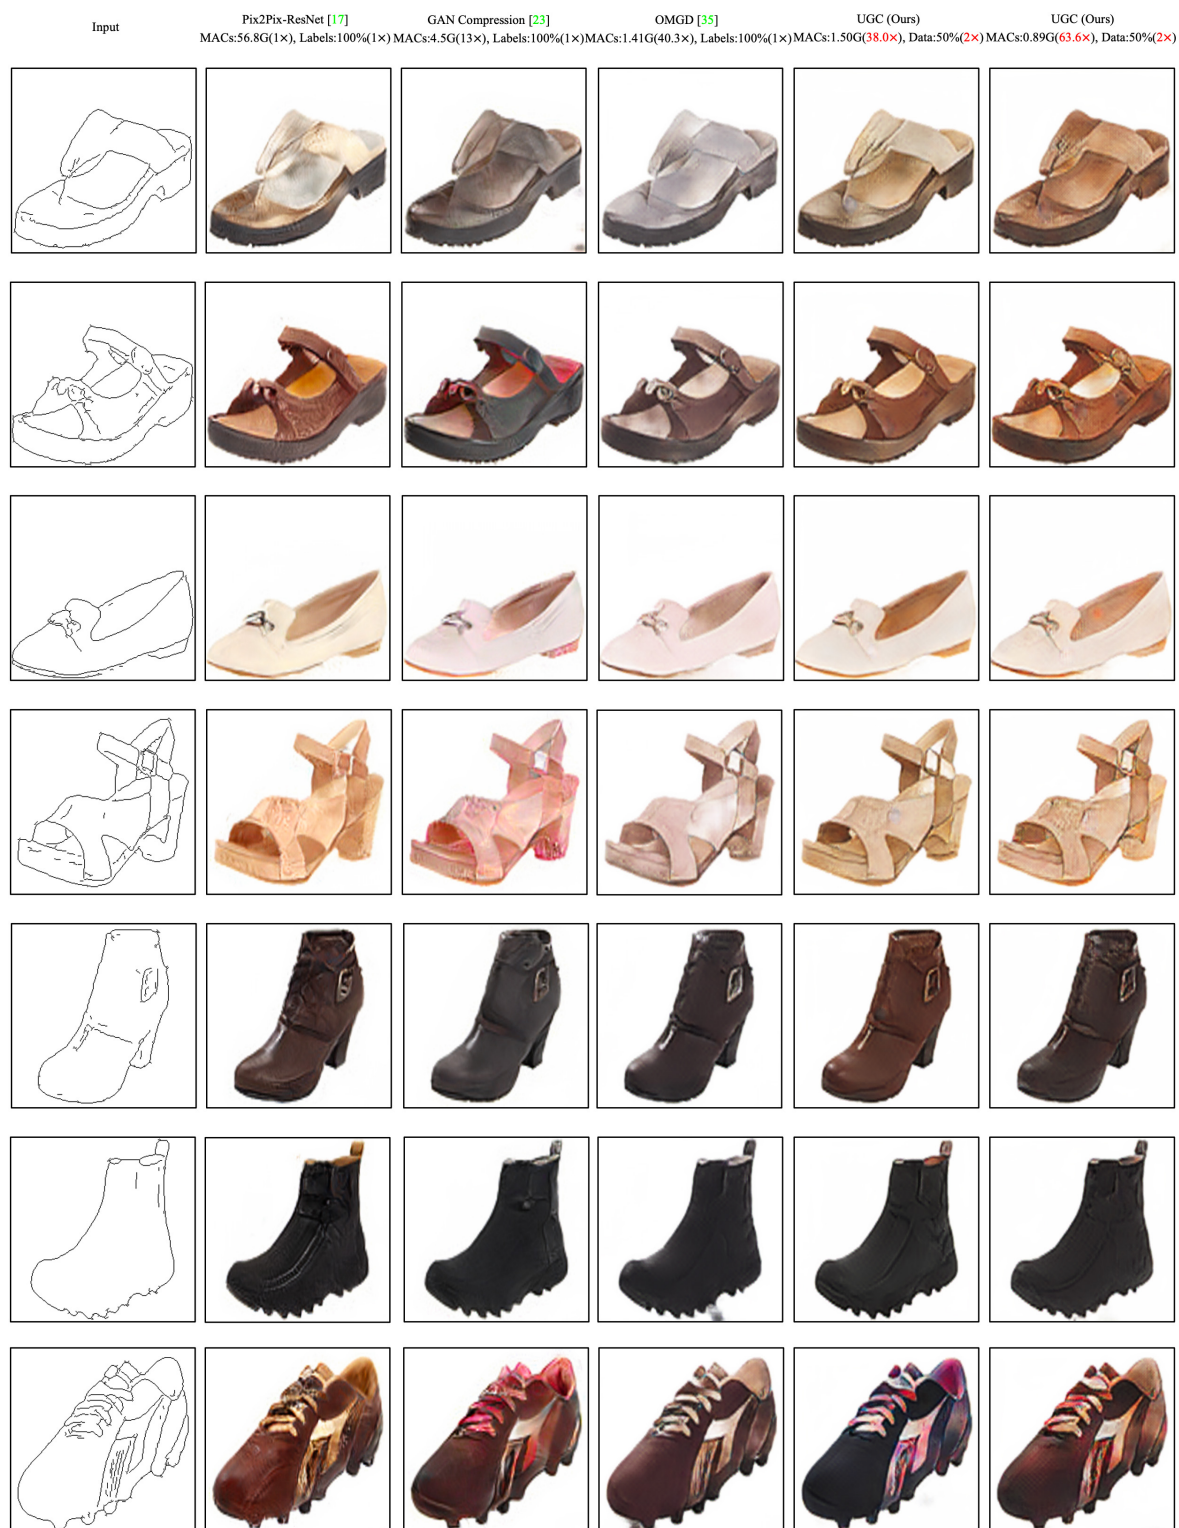 Input
Pix2Pix-ResNet [17]
MACs:56.8G(1×), Labels:100%(1×)
GAN Compression [23]
MACs:4.5G(13×), Labels:100%(1×)
OMGD [35]
MACs:1.41G(40.3×), Labels:100%(1×)
UGC (Ours)
MACs:1.50G(38.0×), Data:50%(2×)
UGC (Ours)
MACs:0.89G(63.6×), Data:50%(2×)